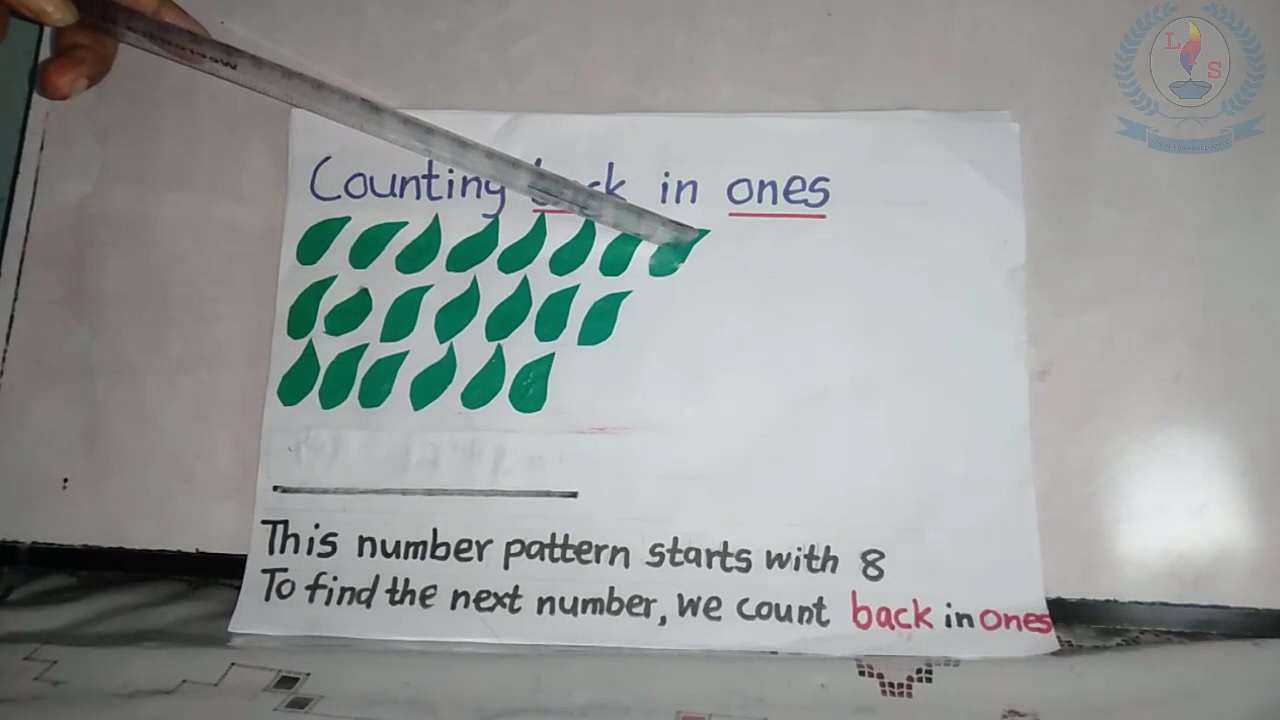 Counting back in ones
This number pattern starts with 8
To find the next number, we count back in ones
L S